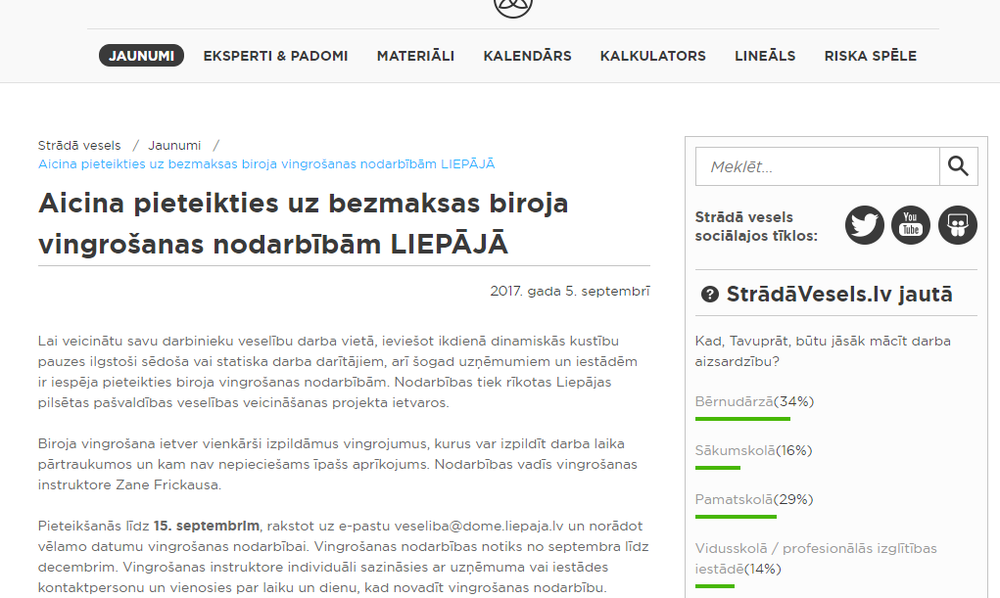 JAUNUMI EKSPERTI & PADOMI MATERIĀLI KALENDĀRS KALKULATORS LINEĀLS RISKA SPĒLE
Strādā vesels / Jaunumi /
Aicina pieteikties uz bezmaksas biroja vingrošanas nodarbībām LIEPĀJĀ
Aicina pieteikties uz bezmaksas biroja
vingrošanas nodarbībām LIEPĀJĀ
2017. gada 5. septembrī
Lai veicinātu savu darbinieku veselību darba vietā, ieviešot ikdienā dinamiskās kustību
pauzes ilgstoši sēdoša vai statiska darba darītājiem, arī šogad uzņēmumiem un iestādēm
ir iespēja pieteikties biroja vingrošanas nodarbībām. Nodarbības tiek rīkotas Liepājas
pilsētas pašvaldības veselības veicināšanas projekta ietvaros.
Biroja vingrošana ietver vienkārši izpildāmus vingrojumus, kurus var izpildīt darba laika
pārtraukumos un kam nav nepieciešams īpašs aprīkojums. Nodarbības vadīs vingrošanas
instruktore Zane Frickausa.
Pieteikšanās līdz 15. septembrim, rakstot uz e-pastu veseliba@dome.liepaja.lv un norādot
vēlamo datumu vingrošanas nodarbībai. Vingrošanas nodarbības notiks no septembra līdz
decembrim. Vingrošanas instruktore individuāli sazināsies ar uzņēmuma vai iestādes
kontaktpersonu un vienosies par laiku un dienu, kad novadīt vingrošanas nodarbību.
Meklēt...
Strādā vesels
sociālajos tīklos:
You
Tube
? StrādāVesels.lv jautā
Kad, Tavuprāt, būtu jāsāk mācīt darba
aizsardzību?
Bērnudārzā(34%)
Sākumskolā(16%)
Pamatskolā(29%)
Vidusskolā / profesionālās izglītības
iestādē(14%)